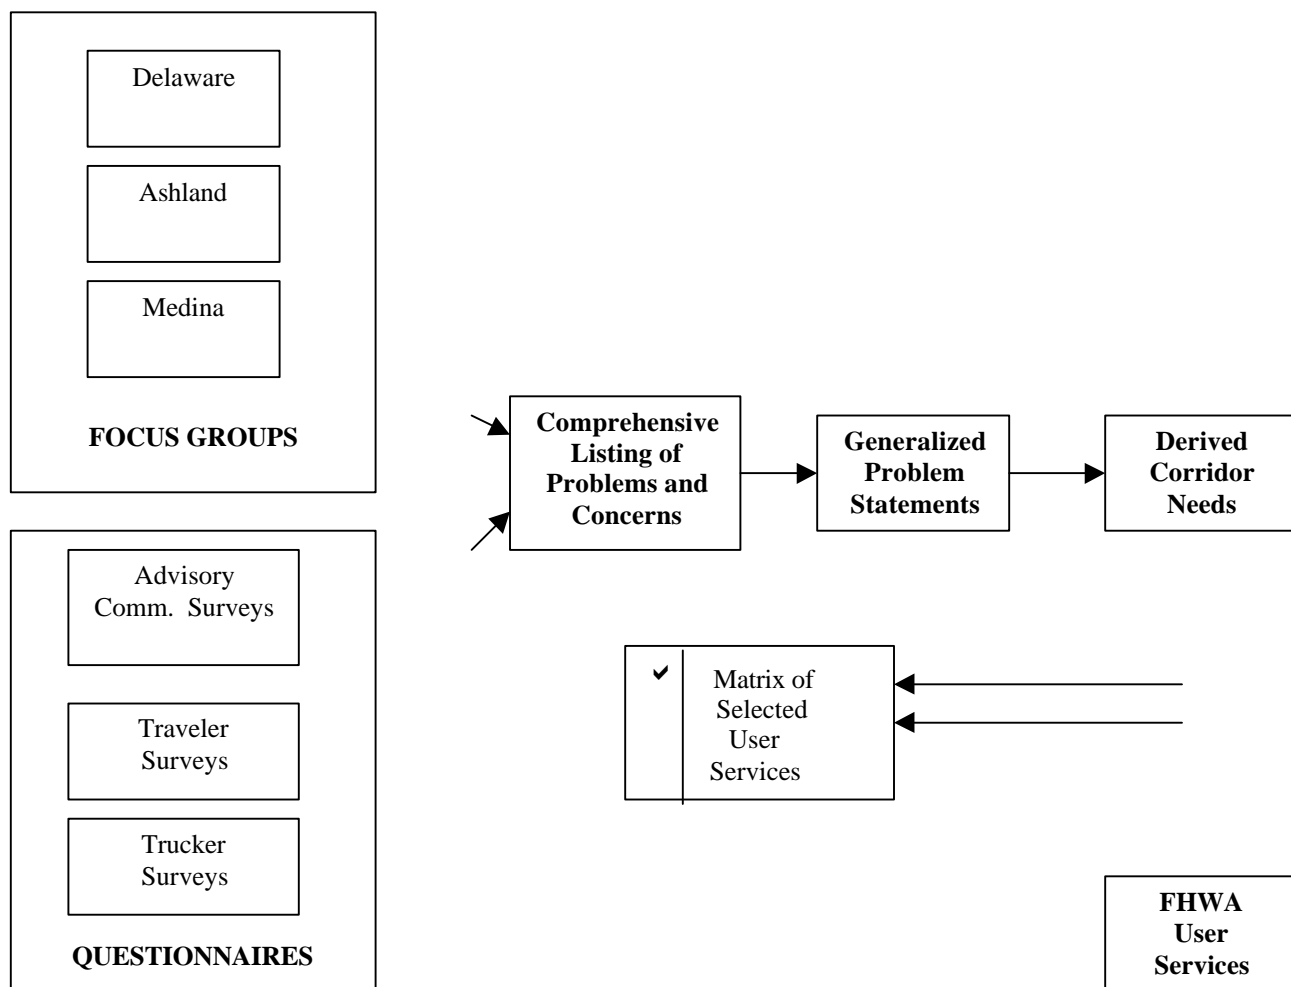 Delaware
Ashland
Medina
FOCUS GROUPS
Comprehensive
Listing of
Problems and
Concerns
Generalized
Problem
Statements
Derived
Corridor
Needs
Advisory
Comm. Surveys
Traveler
Surveys
Trucker
Surveys
QUESTIONNAIRES
Matrix of
Selected
User
Services
FHWA
User
Services